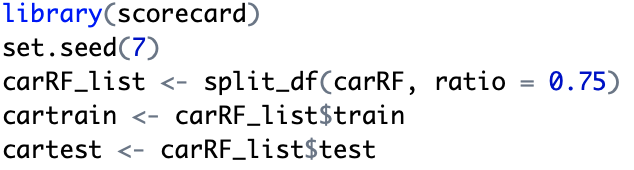 library(scorecard)
set.seed(7)
carRF_list <- split_df(carRF, ratio = 0.75)
cartrain <- carRF_list$train
cartest <- carRF_list$test